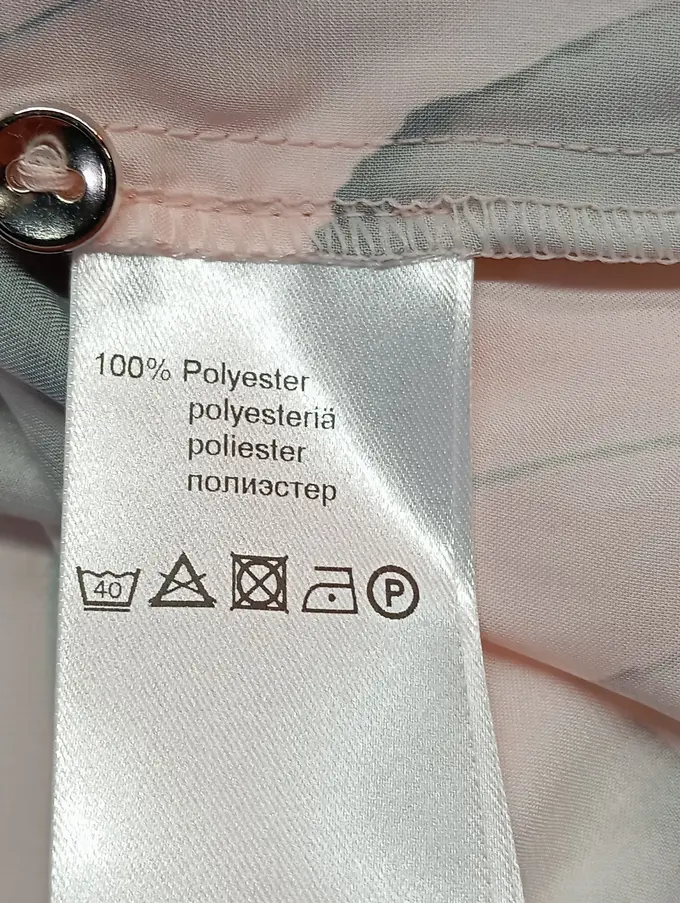 100% Polyester
polyesteriä
poliester
полиэстер
40 P